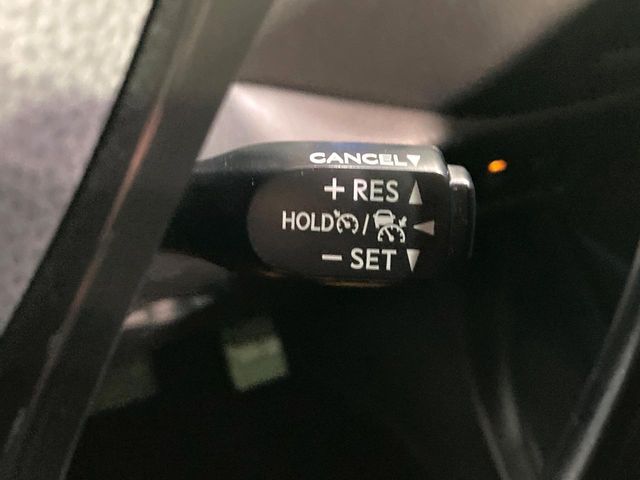 CANCEL▼
+ RES ▲
HOLD / ◀
− SET ▼